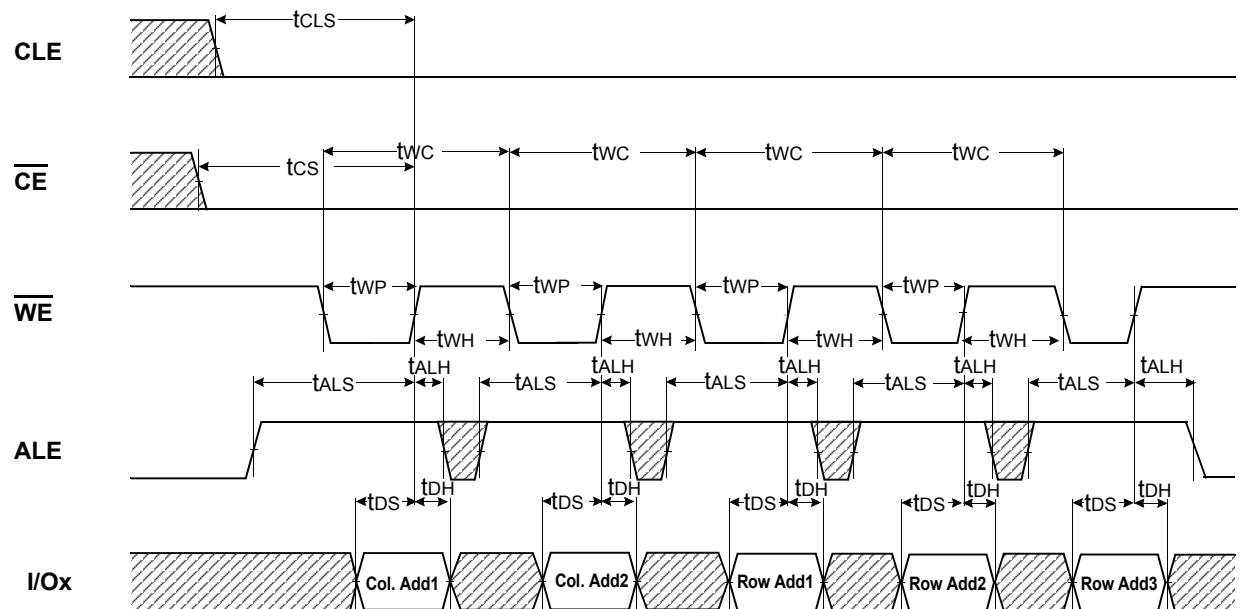 CLE
tCLS
CE
tCS
tWC tWC tWC tWC
WE
tWP tWP tWP tWP
tWH tWH tWH tWH
tALS tALH tALS tALH tALS tALH tALS tALH tALS tALH
ALE
tDS tDH tDS tDH tDS tDH tDS tDH tDS tDH
I/Ox Col. Add1 Col. Add2 Row Add1 Row Add2 Row Add3